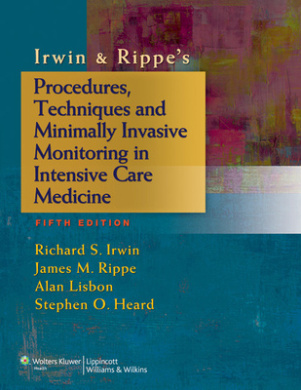 Irwin & Rippe's
Procedures,
Techniques and
Minimally Invasive
Monitoring in
Intensive Care
Medicine
FIFTH EDITION
Richard S. Irwin
James M. Rippe
Alan Lisbon
Stephen O. Heard
Wolters Kluwer
Health
Lippincott
Williams & Wilkins